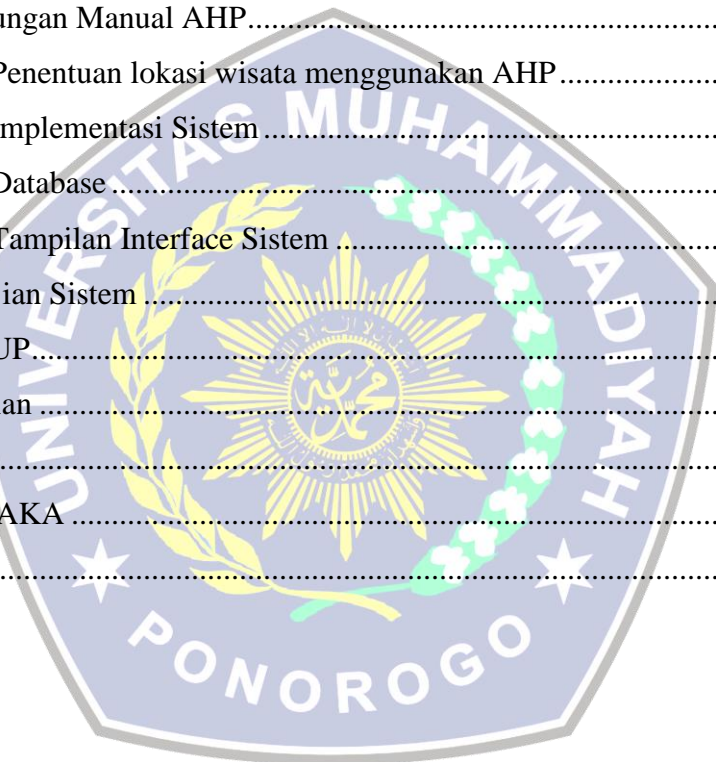 ungan Manual AHP................................................
Penentuan lokasi wisata menggunakan AHP....................
mplementasi Sistem................................................
Database................................................
Tampilan Interface Sistem................................................
ian Sistem................................................
UP................................................
an................................................
................................................
AKA................................................
................................................
UNIVERSITAS MUHAMMADIYAH
PONOROGO
محمدية